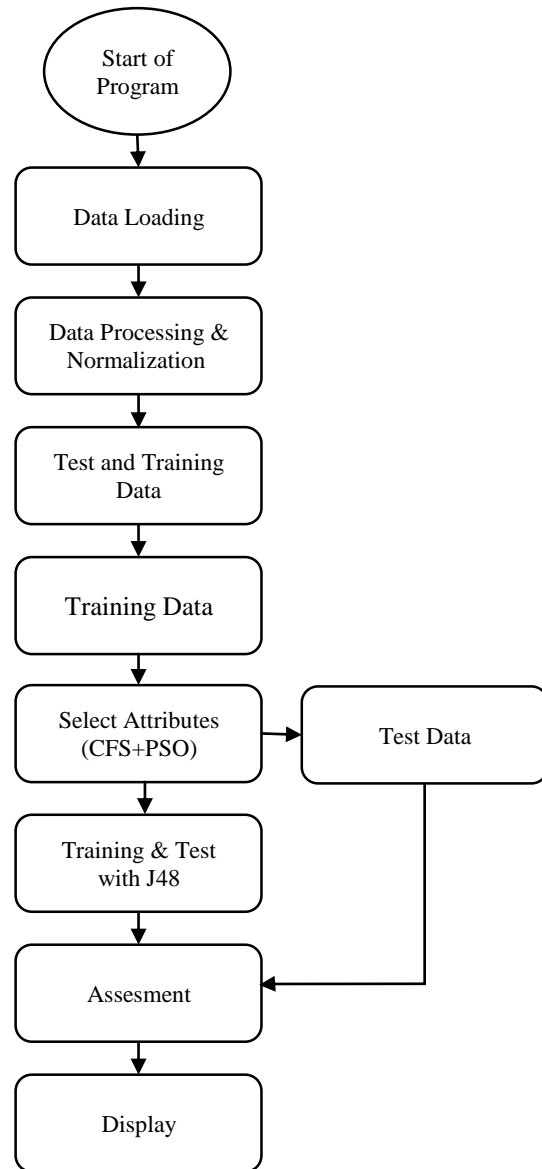 Start of
Program
Data Loading
Data Processing &
Normalization
Test and Training
Data
Training Data
Select Attributes
(CFS+PSO)
Test Data
Training & Test
with J48
Assesment
Display